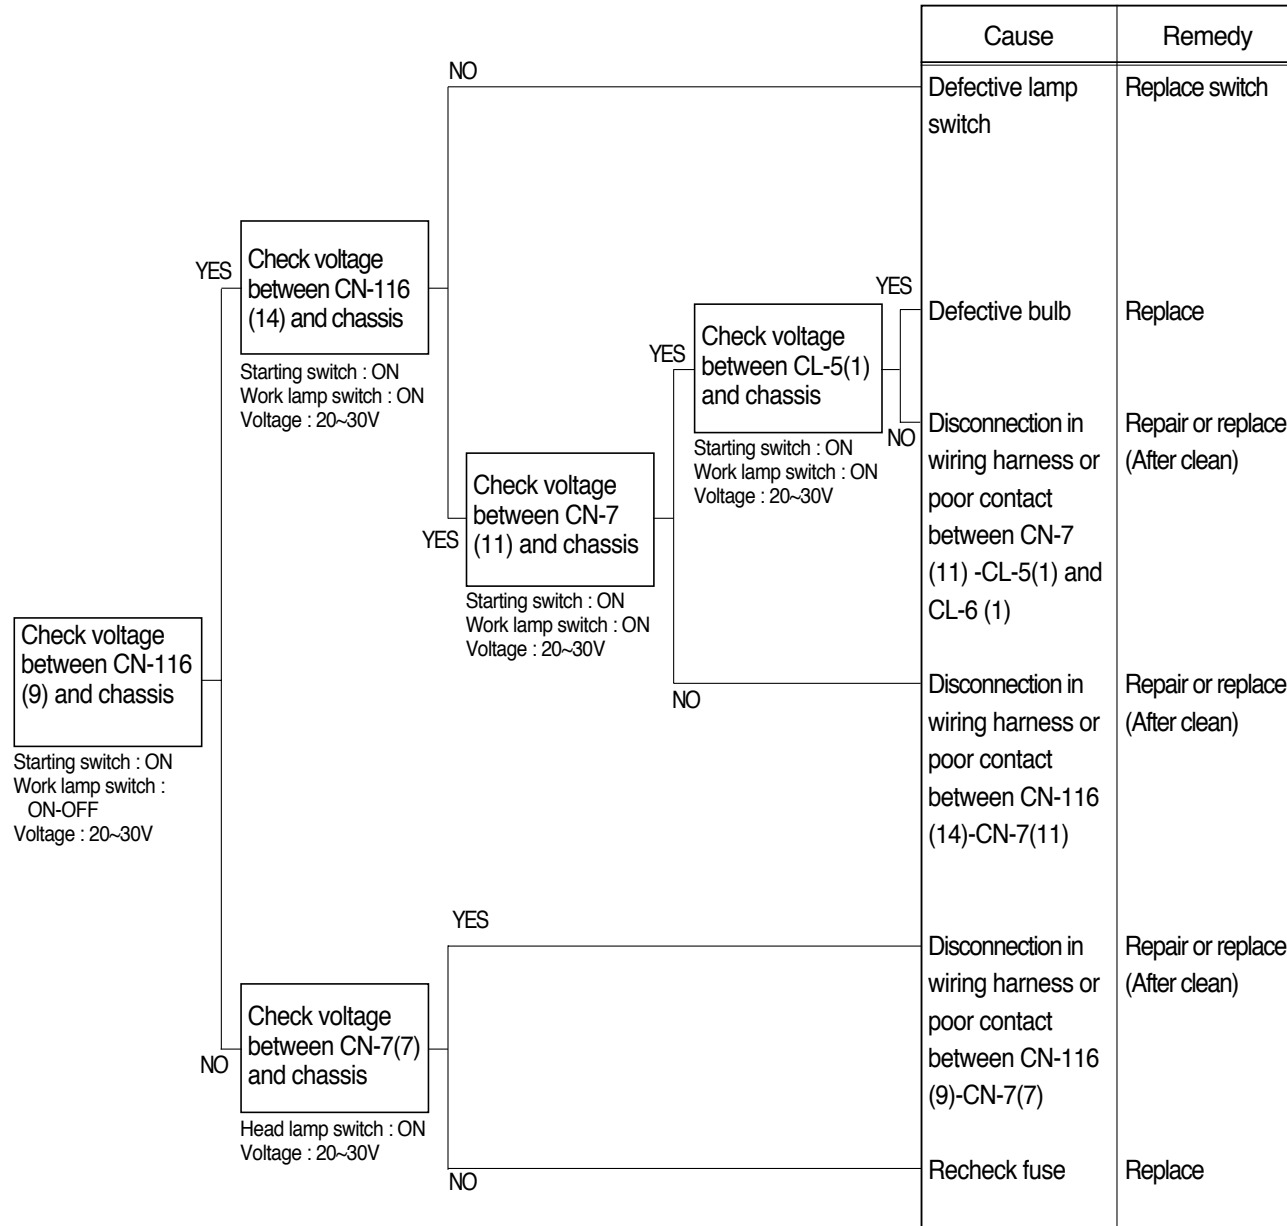 Cause
Remedy
NO
Defective lamp
switch
Replace switch
YES
Check voltage
between CN-116
(14) and chassis
Starting switch : ON
Work lamp switch : ON
Voltage : 20~30V
YES
Defective bulb
Replace
YES
Check voltage
between CL-5(1)
and chassis
NO
Starting switch : ON
Work lamp switch : ON
Voltage : 20~30V
Disconnection in
wiring harness or
poor contact
between CN-7
(11) -CL-5(1) and
CL-6 (1)
Repair or replace
(After clean)
YES
Check voltage
between CN-7
(11) and chassis
Starting switch : ON
Work lamp switch : ON
Voltage : 20~30V
Check voltage
between CN-116
(9) and chassis
Starting switch : ON
Work lamp switch :
ON-OFF
Voltage : 20~30V
NO
Disconnection in
wiring harness or
poor contact
between CN-116
(14)-CN-7(11)
Repair or replace
(After clean)
YES
Disconnection in
wiring harness or
poor contact
between CN-116
(9)-CN-7(7)
Repair or replace
(After clean)
NO
Check voltage
between CN-7(7)
and chassis
Head lamp switch : ON
Voltage : 20~30V
NO
Recheck fuse
Replace